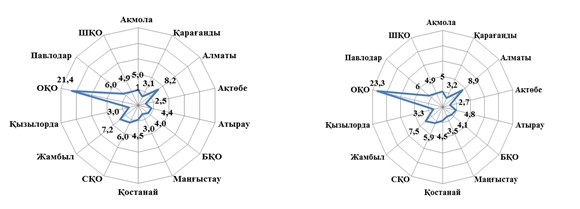 Ақмола
ШҚО
Қарағанды
Павлодар
5,0
Алматы
4,9
3,1
8,2
21,4
6,0
1
ОҚО
Ақтөбе
2,5
3,0
4,4
Қызылорда
Атырау
7,2
4,0
6,0
3,0
4,5
Жамбыл
БҚО
СҚО
Маңғыстау
Қостанай
Ақмола
ШҚО
Қарағанды
Павлодар
5
Алматы
4,9
3,2
8,9
23,3
6
ОҚО
Ақтөбе
2,7
3,3
4,8
Қызылорда
Атырау
7,5
4,1
5,9
3,5
4,5
Жамбыл
БҚО
СҚО
Маңғыстау
Қостанай